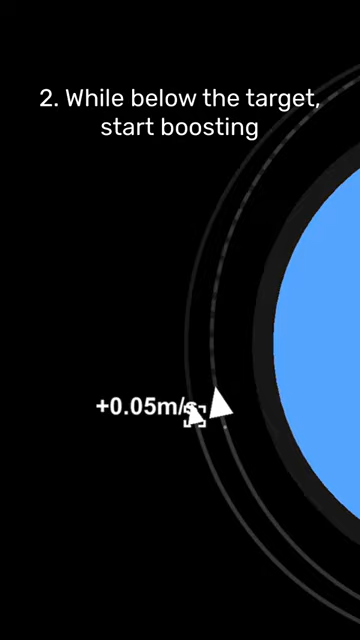 2. While below the target,
start boosting
+0.05m/s